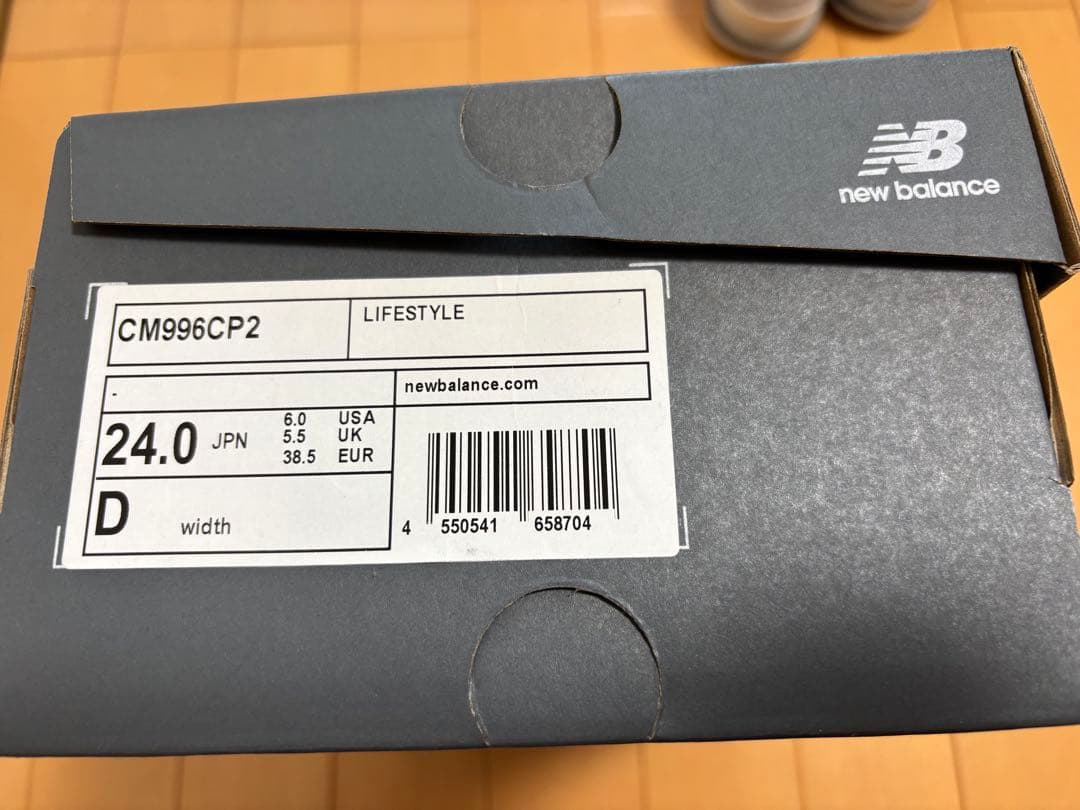 NB
new balance
CM996CP2
LIFESTYLE
-
newbalance.com
24.0 JPN
6.0 USA
5.5 UK
38.5 EUR
D width
4 550541 658704